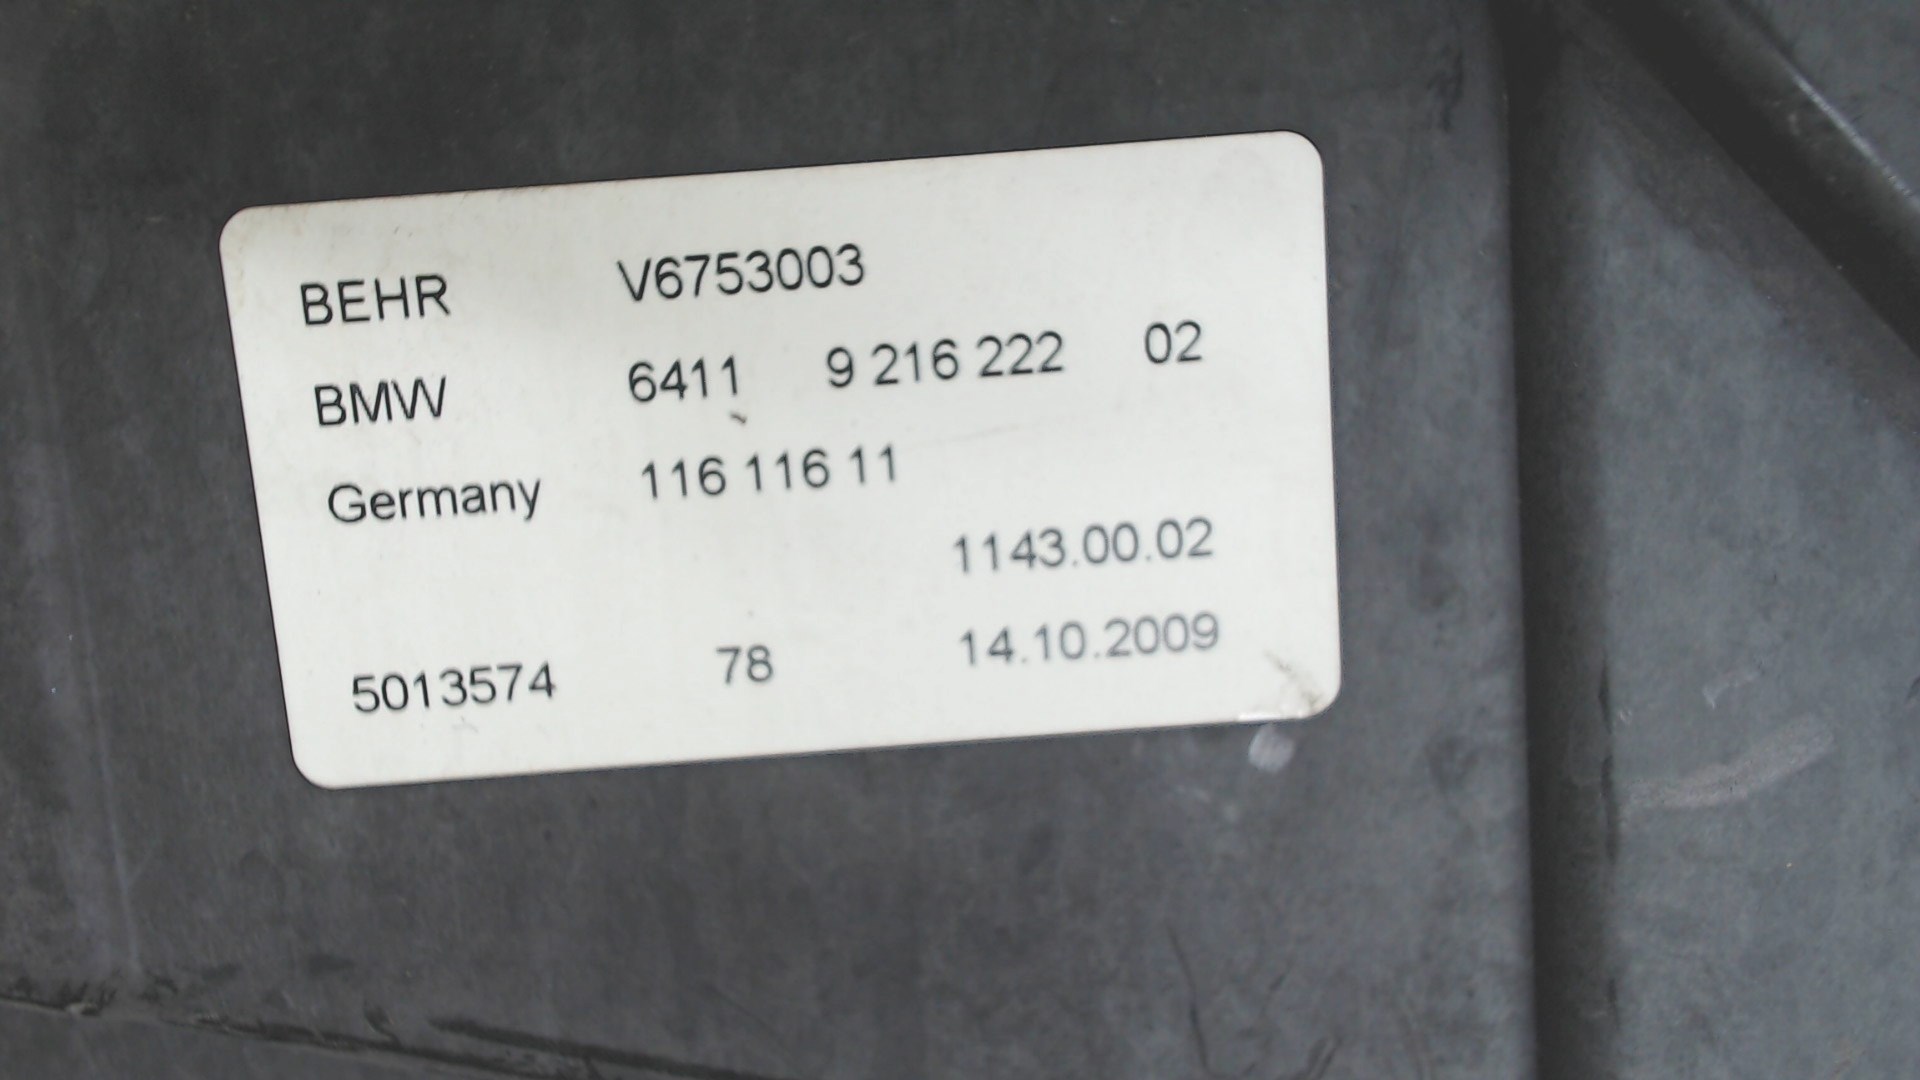 BEHR V6753003
BMW 6411 9 216 222 02
Germany 116 116 11
1143.00.02
5013574 78 14.10.2009